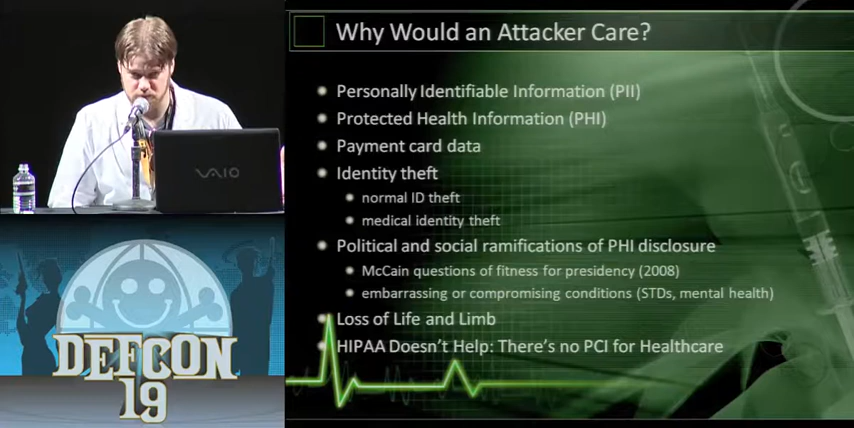 Why Would an Attacker Care?
Personally Identifiable Information (PII)
Protected Health Information (PHI)
Payment card data
Identity theft
normal ID theft
medical identity theft
Political and social ramifications of PHI disclosure
McCain questions of fitness for presidency (2008)
embarrassing or compromising conditions (STDs, mental health)
Loss of Life and Limb
HIPAA Doesn't Help: There's no PCI for Healthcare
VAIO
DEFCON
19